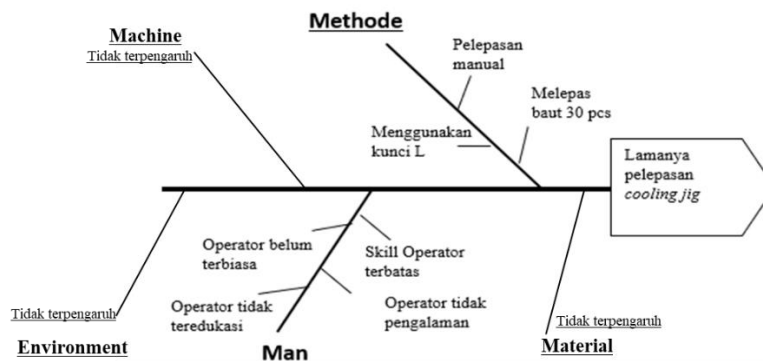 Methode
Machine
Tidak terpengaruh
Pelepasan
manual
Melepas
baut 30 pcs
Menggunakan
kunci L
Lamanya
pelepasan
cooling jig
Operator belum
terbiasa
Skill Operator
terbatas
Operator tidak
teredukasi
Operator tidak
pengalaman
Tidak terpengaruh
Environment
Man
Tidak terpengaruh
Material